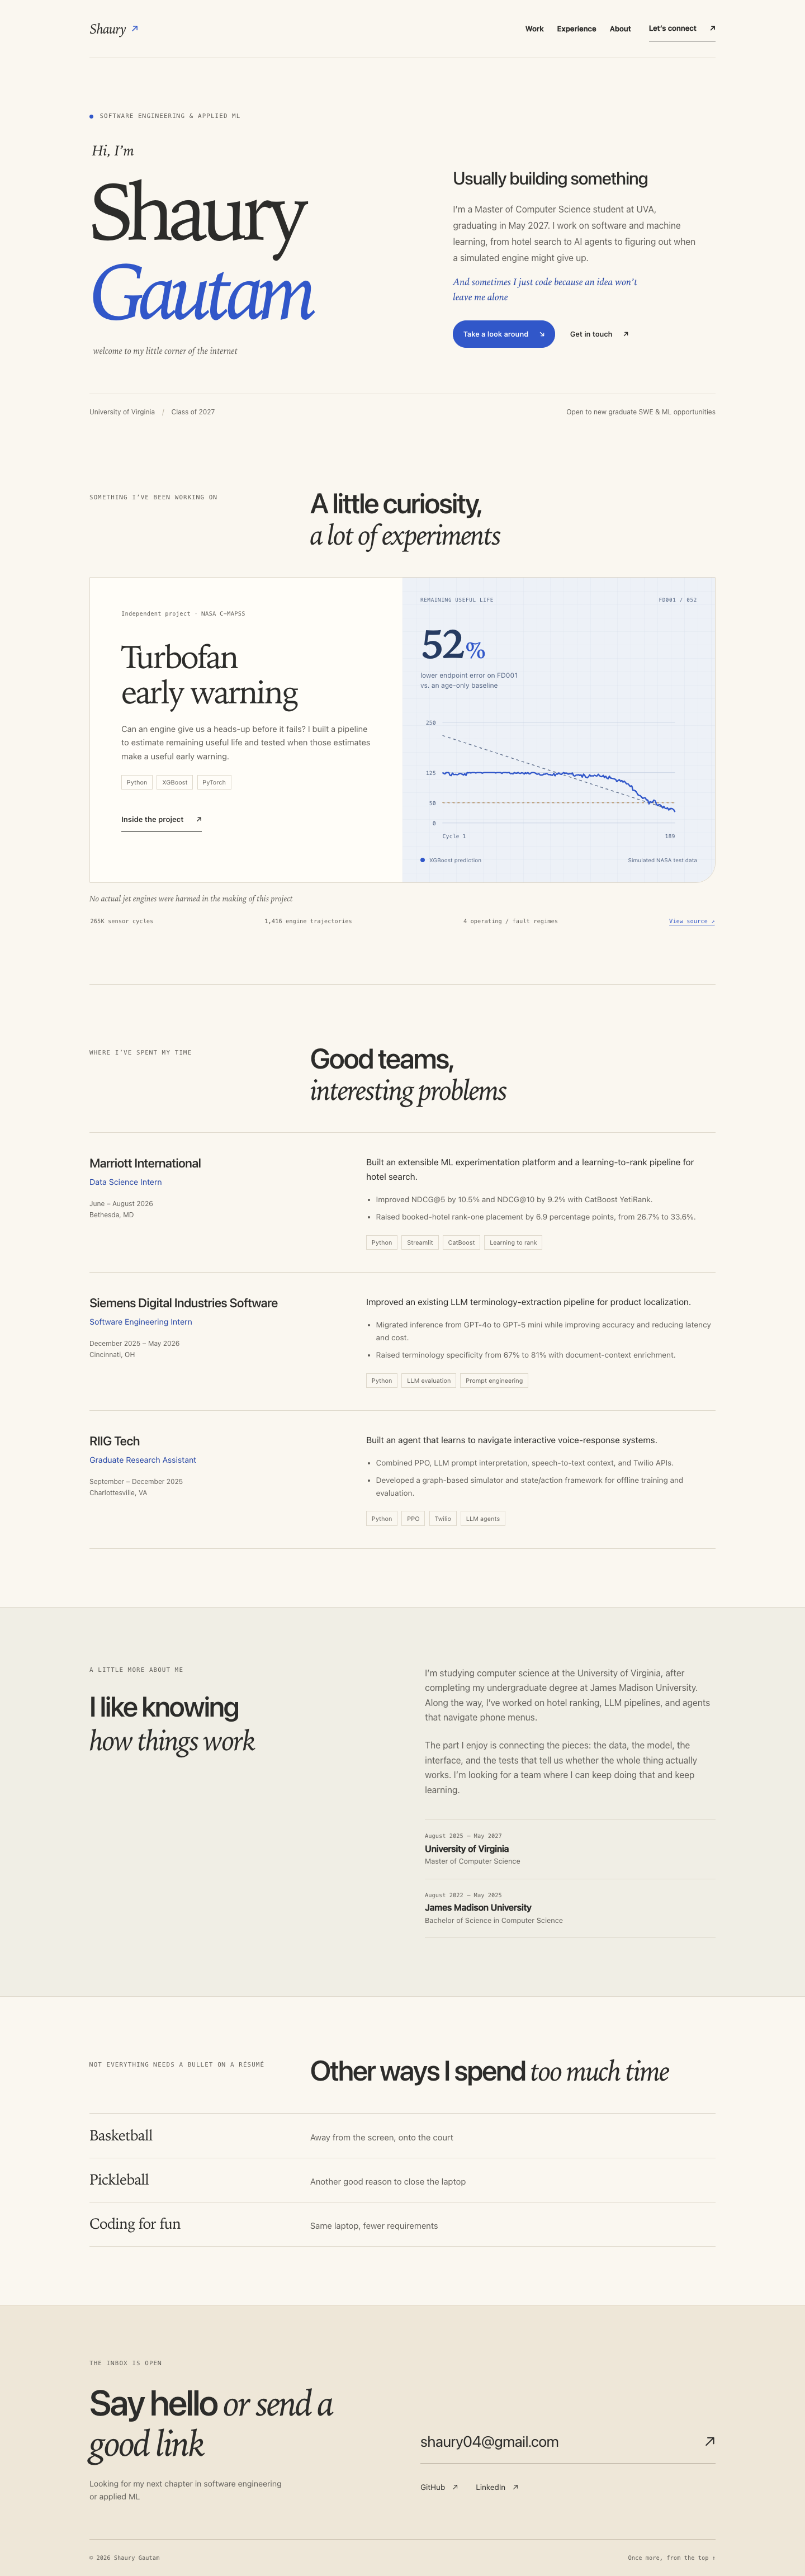 Shaury ↗
Work Experience About Let's connect ↗
SOFTWARE ENGINEERING & APPLIED ML
Hi, I'm
Shaury
Gautam
welcome to my little corner of the internet
Usually building something
I'm a Master of Computer Science student at UVA,
graduating in May 2027. I work on software and machine
learning, from hotel search to AI agents to figuring out when
a simulated engine might give up.
And sometimes I just code because an idea won't
leave me alone
Take a look around ↘ Get in touch ↗
University of Virginia / Class of 2027
Open to new graduate SWE & ML opportunities
SOMETHING I'VE BEEN WORKING ON
A little curiosity,
a lot of experiments
Independent project · NASA C-MAPSS
Turbofan
early warning
Can an engine give us a heads-up before it fails? I built a pipeline
to estimate remaining useful life and tested when those estimates
make a useful early warning.
Python XGBoost PyTorch
Inside the project ↗
REMAINING USEFUL LIFE FD001 / 052
52%
lower endpoint error on FD001
vs. an age-only baseline
250
125
50
0
Cycle 1 189
XGBoost prediction Simulated NASA test data
No actual jet engines were harmed in the making of this project
265K sensor cycles 1,416 engine trajectories 4 operating / fault regimes View source ↗
WHERE I'VE SPENT MY TIME
Good teams,
interesting problems
Marriott International
Data Science Intern
June – August 2026
Bethesda, MD
Built an extensible ML experimentation platform and a learning-to-rank pipeline for
hotel search.
• Improved NDCG@5 by 10.5% and NDCG@10 by 9.2% with CatBoost YetiRank.
• Raised booked-hotel rank-one placement by 6.9 percentage points, from 26.7% to 33.6%.
Python Streamlit CatBoost Learning to rank
Siemens Digital Industries Software
Software Engineering Intern
December 2025 – May 2026
Cincinnati, OH
Improved an existing LLM terminology-extraction pipeline for product localization.
• Migrated inference from GPT-4o to GPT-5 mini while improving accuracy and reducing latency
and cost.
• Raised terminology specificity from 67% to 81% with document-context enrichment.
Python LLM evaluation Prompt engineering
RIIG Tech
Graduate Research Assistant
September – December 2025
Charlottesville, VA
Built an agent that learns to navigate interactive voice-response systems.
• Combined PPO, LLM prompt interpretation, speech-to-text context, and Twilio APIs.
• Developed a graph-based simulator and state/action framework for offline training and
evaluation.
Python PPO Twilio LLM agents
A LITTLE MORE ABOUT ME
I like knowing
how things work
I'm studying computer science at the University of Virginia, after
completing my undergraduate degree at James Madison University.
Along the way, I've worked on hotel ranking, LLM pipelines, and agents
that navigate phone menus.
The part I enjoy is connecting the pieces: the data, the model, the
interface, and the tests that tell us whether the whole thing actually
works. I'm looking for a team where I can keep doing that and keep
learning.
August 2025 – May 2027
University of Virginia
Master of Computer Science
August 2022 – May 2025
James Madison University
Bachelor of Science in Computer Science
NOT EVERYTHING NEEDS A BULLET ON A RÉSUMÉ
Other ways I spend too much time
Basketball Away from the screen, onto the court
Pickleball Another good reason to close the laptop
Coding for fun Same laptop, fewer requirements
THE INBOX IS OPEN
Say hello or send a
good link
Looking for my next chapter in software engineering
or applied ML
shaury04@gmail.com ↗
GitHub ↗ LinkedIn ↗
© 2026 Shaury Gautam
Once more, from the top ↑